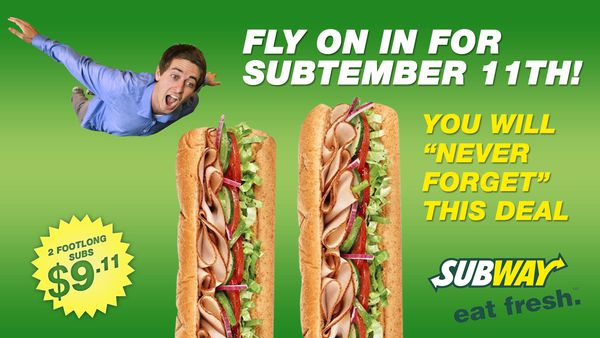 FLY ON IN FOR
SUBTEMBER 11TH!
YOU WILL
“NEVER
FORGET”
THIS DEAL
2 FOOTLONG
SUBS
$9.11
SUBWAY
eat fresh.